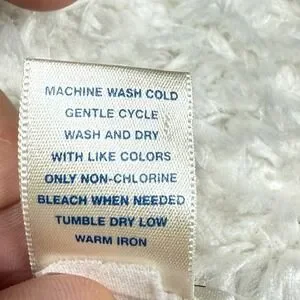 MACHINE WASH COLD
GENTLE CYCLE
WASH AND DRY
WITH LIKE COLORS
ONLY NON-CHLORiNE
BLEACH WHEN NEEDED
TUMBLE DRY LOW
WARM IRON